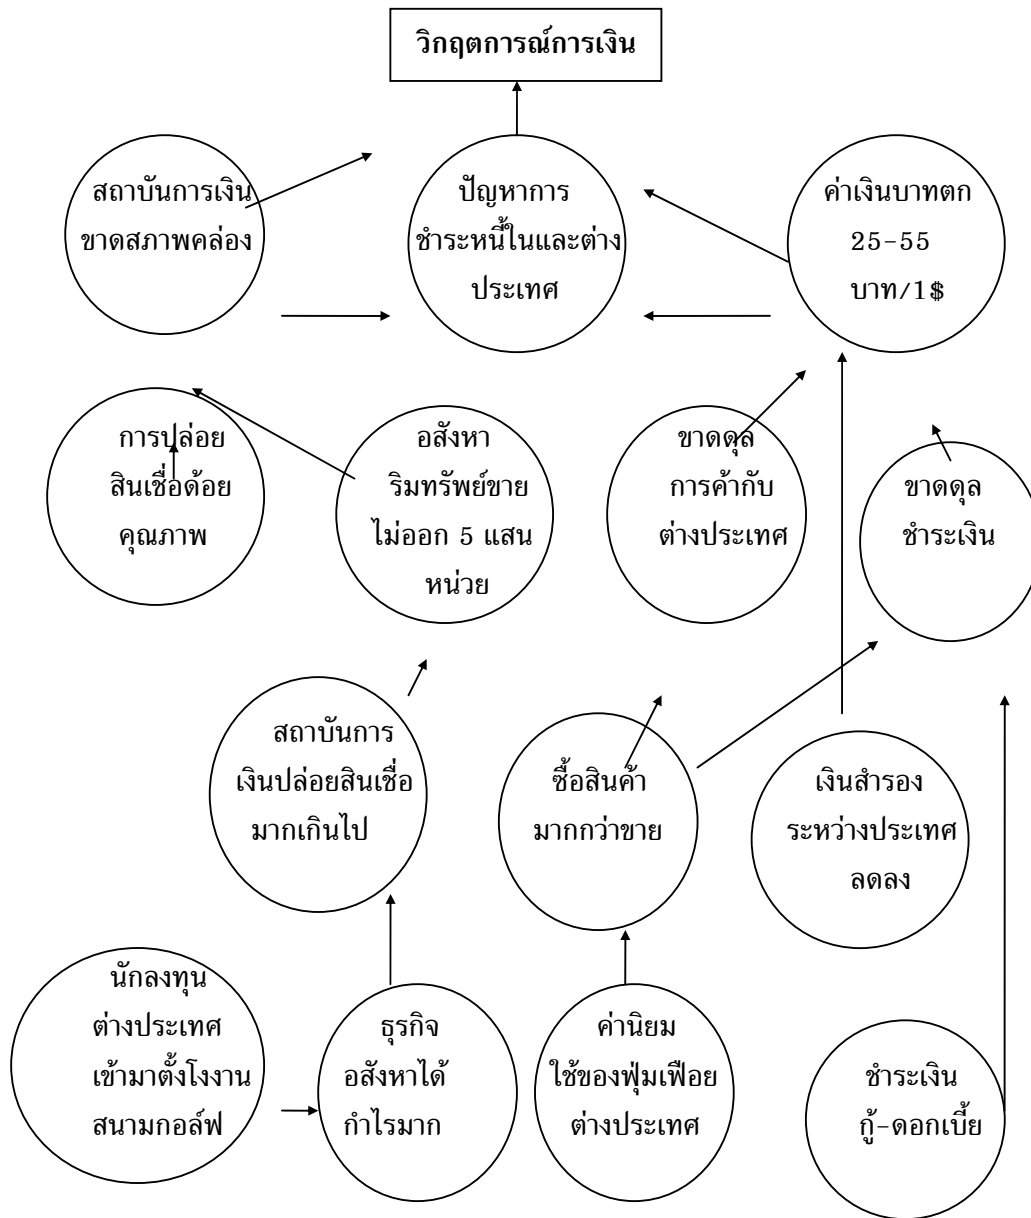 วิกฤตการณ์การเงิน
สถาบันการเงิน
ขาดสภาพคล่อง
ปัญหาการ
ชำระหนี้ในและต่าง
ประเทศ
ค่าเงินบาทตก
25-55
บาท/1$
การปล่อย
สินเชื่อด้อย
คุณภาพ
อสังหา
ริมทรัพย์ขาย
ไม่ออก 5 แสน
หน่วย
ขาดดุล
การค้ากับ
ต่างประเทศ
ขาดดุล
ชำระเงิน
สถาบันการ
เงินปล่อยสินเชื่อ
มากเกินไป
ซื้อสินค้า
มากกว่าขาย
เงินสำรอง
ระหว่างประเทศ
ลดลง
นักลงทุน
ต่างประเทศ
เข้ามาตั้งโงงาน
สนามกอล์ฟ
ธุรกิจ
อสังหาได้
กำไรมาก
ค่านิยม
ใช้ของฟุ่มเฟือย
ต่างประเทศ
ชำระเงิน
กู้-ดอกเบี้ย